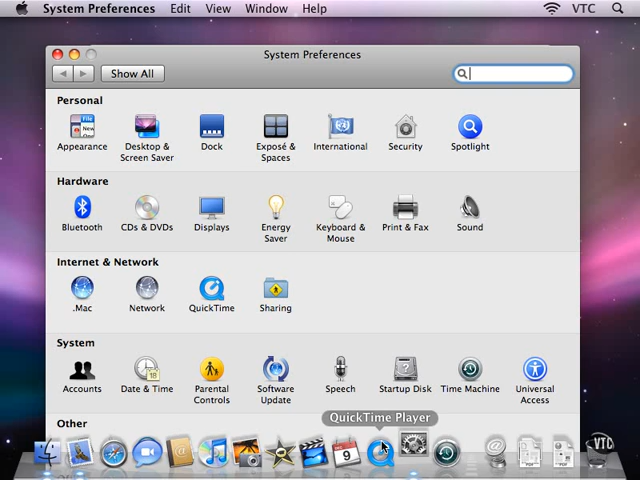 System Preferences Edit View Window Help VTC
System Preferences
Show All
Personal
Appearance
Desktop &
Screen Saver
Dock
Exposé &
Spaces
International
Security
Spotlight
Hardware
Bluetooth
CDs & DVDs
Displays
Energy
Saver
Keyboard &
Mouse
Print & Fax
Sound
Internet & Network
.Mac
Network
QuickTime
Sharing
System
Accounts
Date & Time
Parental
Controls
Software
Update
Speech
Startup Disk
Time Machine
Universal
Access
Other
QuickTime Player
9
VTC